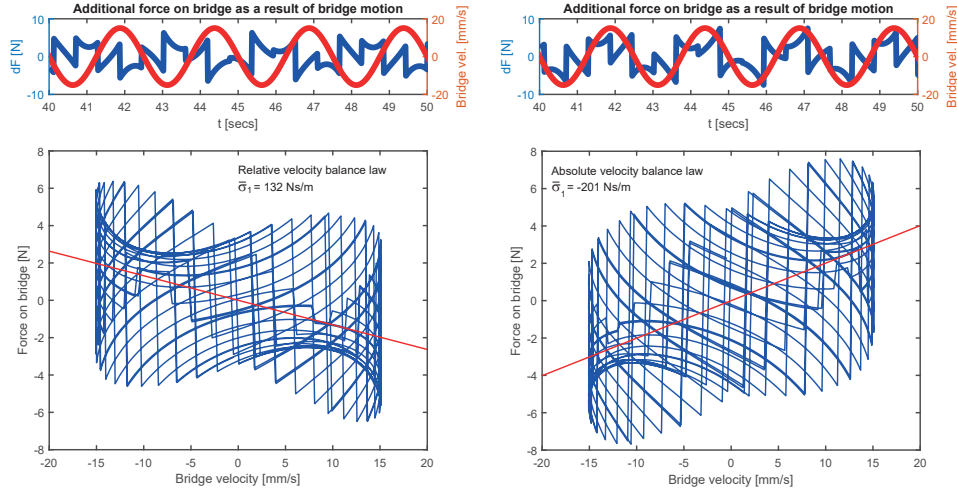 Additional force on bridge as a result of bridge motion
10
0
-10
dF [N]
20
0
-20
Bridge vel. [mm/s]
40 41 42 43 44 45 46 47 48 49 50
t [secs]
Additional force on bridge as a result of bridge motion
10
0
-10
dF [N]
20
0
-20
Bridge vel. [mm/s]
40 41 42 43 44 45 46 47 48 49 50
t [secs]
8
6
4
2
0
-2
-4
-6
-8
Force on bridge [N]
Relative velocity balance law
σ̅₁ = 132 Ns/m
-20 -15 -10 -5 0 5 10 15 20
Bridge velocity [mm/s]
8
6
4
2
0
-2
-4
-6
-8
Force on bridge [N]
Absolute velocity balance law
σ̅₁ = -201 Ns/m
-20 -15 -10 -5 0 5 10 15 20
Bridge velocity [mm/s]